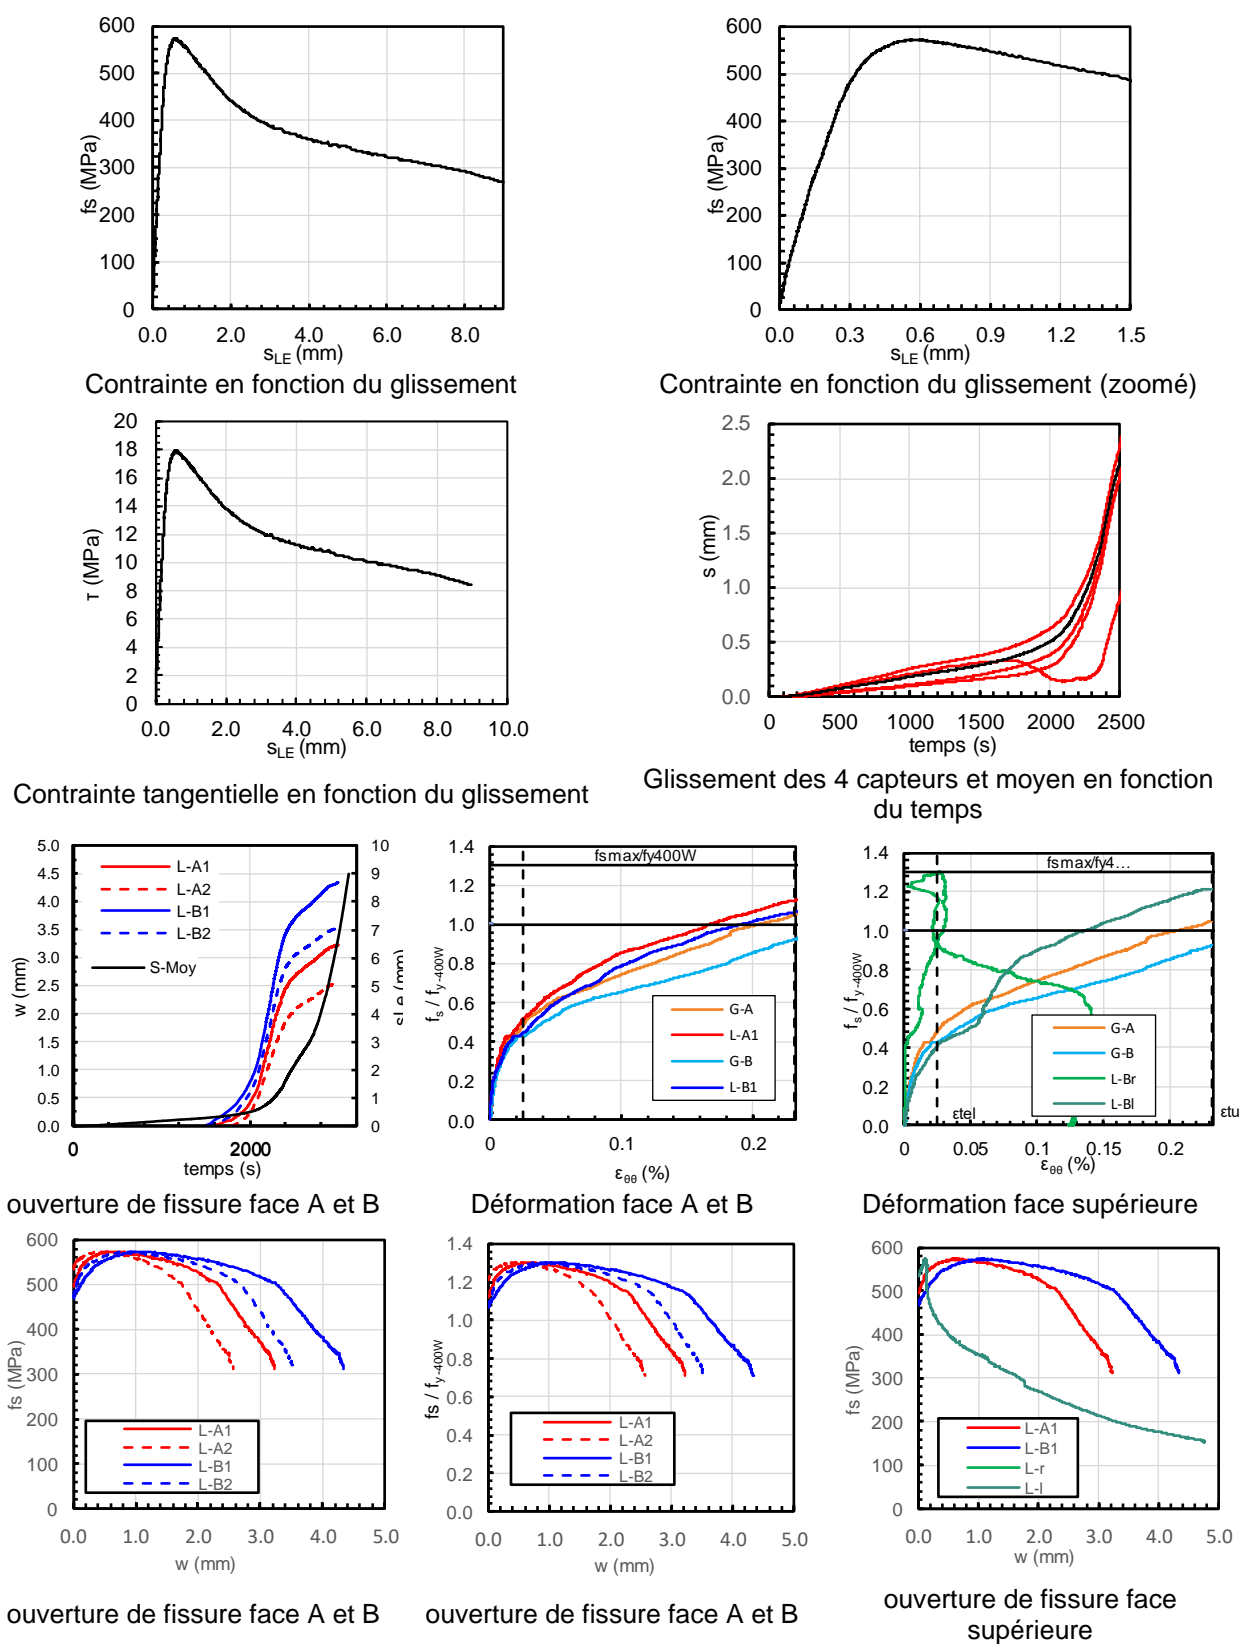 600
500
400
300
200
100
0
fs (MPa)
0.0 2.0 4.0 6.0 8.0
sLE (mm)
Contrainte en fonction du glissement
600
500
400
300
200
100
0
fs (MPa)
0.0 0.3 0.6 0.9 1.2 1.5
sLE (mm)
Contrainte en fonction du glissement (zoomé)
20
18
16
14
12
10
8
6
4
2
0
τ (MPa)
0.0 2.0 4.0 6.0 8.0 10.0
sLE (mm)
Contrainte tangentielle en fonction du glissement
2.5
2.0
1.5
1.0
0.5
0.0
s (mm)
0 500 1000 1500 2000 2500
temps (s)
Glissement des 4 capteurs et moyen en fonction
du temps
5.0
4.5
4.0
3.5
3.0
2.5
2.0
1.5
1.0
0.5
0.0
w (mm)
L-A1
L-A2
L-B1
L-B2
S-Moy
10
9
8
7
6
5
4
3
2
1
0
sLe (mm)
0 2000
temps (s)
ouverture de fissure face A et B
1.4
1.2
1.0
0.8
0.6
0.4
0.2
0.0
fs / fy-400W
fsmax/fy400W
G-A
L-A1
G-B
L-B1
0 0.1 0.2
εθθ (%)
Déformation face A et B
1.4
1.2
1.0
0.8
0.6
0.4
0.2
0.0
fs / fy-400W
fsmax/fy4…
G-A
G-B
L-Br
L-Bl
εtel
εtu
0 0.05 0.1 0.15 0.2
εθθ (%)
Déformation face supérieure
600
500
400
300
200
100
0
fs (MPa)
L-A1
L-A2
L-B1
L-B2
0.0 1.0 2.0 3.0 4.0 5.0
w (mm)
ouverture de fissure face A et B
1.4
1.2
1.0
0.8
0.6
0.4
0.2
0.0
fs / fy-400W
L-A1
L-A2
L-B1
L-B2
0.0 1.0 2.0 3.0 4.0 5.0
w (mm)
ouverture de fissure face A et B
600
500
400
300
200
100
0
fs (MPa)
L-A1
L-B1
L-r
L-l
0.0 1.0 2.0 3.0 4.0 5.0
w (mm)
ouverture de fissure face
supérieure